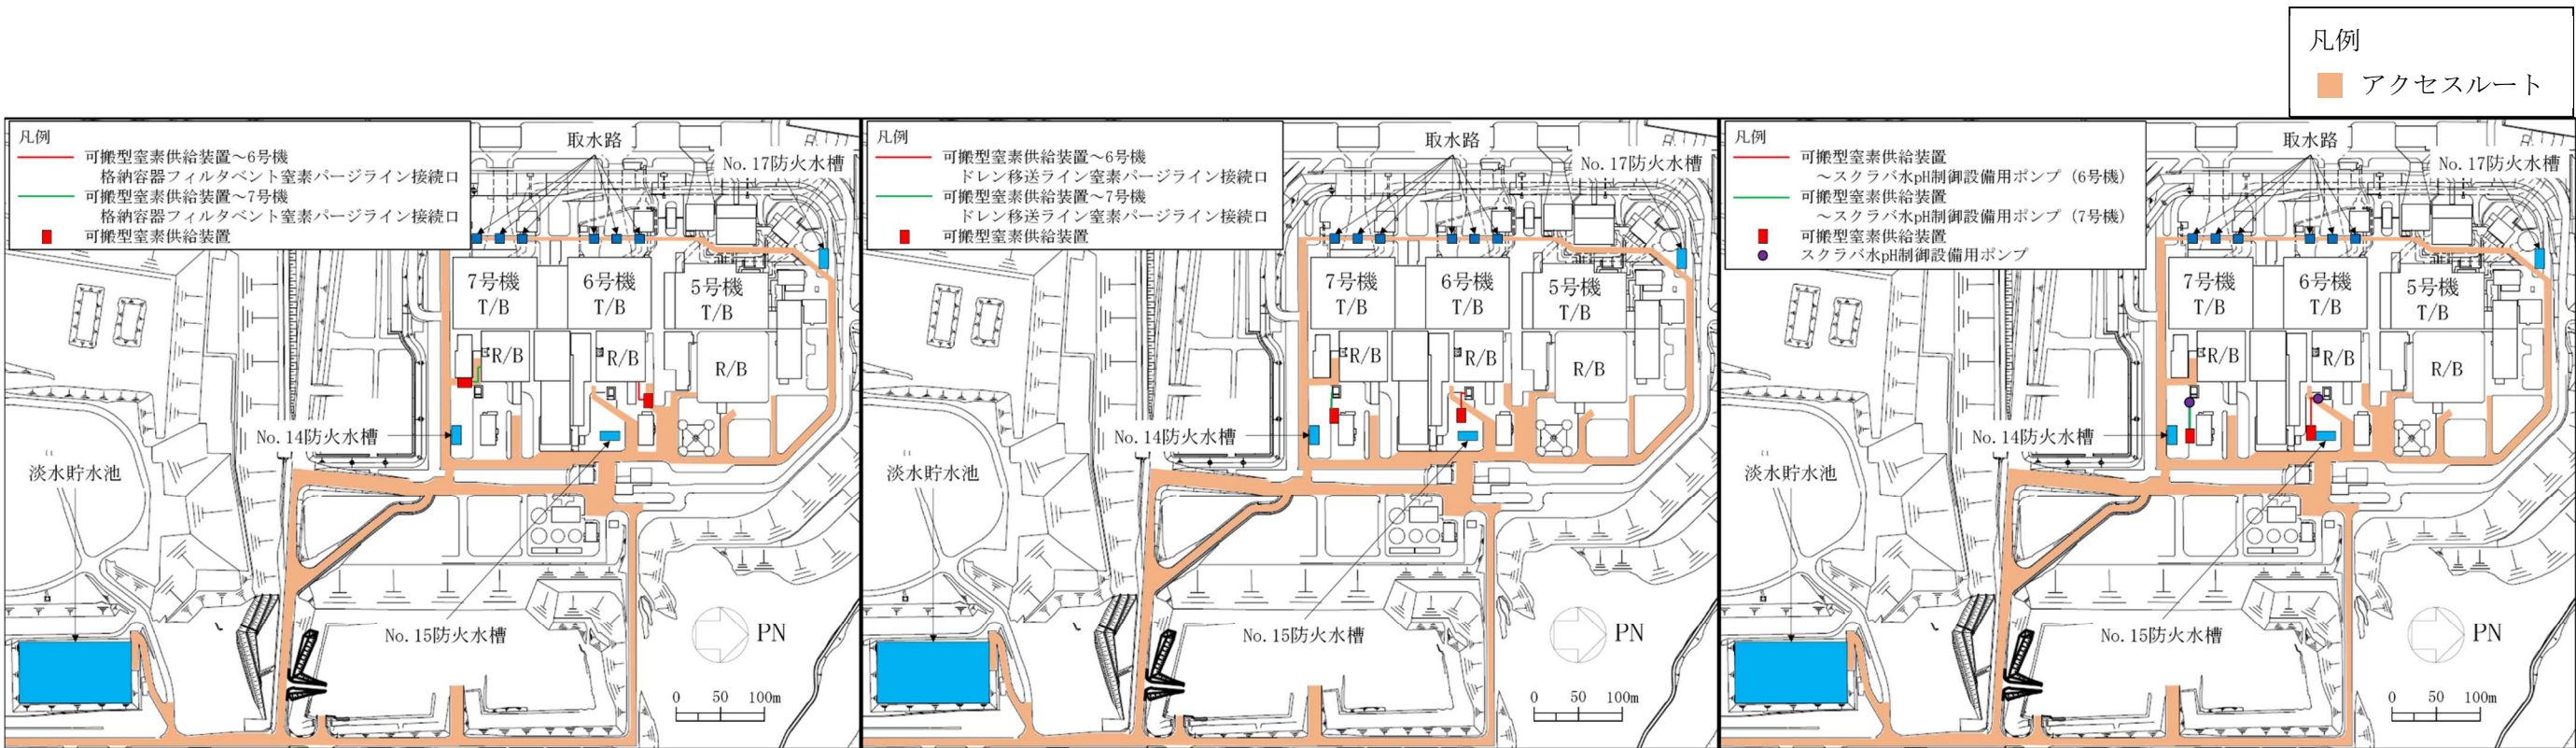 凡例
アクセスルート
凡例
可搬型窒素供給装置～6号機
格納容器フィルタベント窒素パージライン接続口
可搬型窒素供給装置～7号機
格納容器フィルタベント窒素パージライン接続口
可搬型窒素供給装置
取水路
No.17防火水槽
7号機
T/B
6号機
T/B
5号機
T/B
R/B
R/B
R/B
No.14防火水槽
淡水貯水池
No.15防火水槽
PN
0 50 100m
凡例
可搬型窒素供給装置～6号機
ドレン移送ライン窒素パージライン接続口
可搬型窒素供給装置～7号機
ドレン移送ライン窒素パージライン接続口
可搬型窒素供給装置
取水路
No.17防火水槽
7号機
T/B
6号機
T/B
5号機
T/B
R/B
R/B
R/B
No.14防火水槽
淡水貯水池
No.15防火水槽
PN
0 50 100m
凡例
可搬型窒素供給装置
～スクラバ水pH制御設備用ポンプ（6号機）
可搬型窒素供給装置
～スクラバ水pH制御設備用ポンプ（7号機）
可搬型窒素供給装置
スクラバ水pH制御設備用ポンプ
取水路
No.17防火水槽
7号機
T/B
6号機
T/B
5号機
T/B
R/B
R/B
R/B
No.14防火水槽
淡水貯水池
No.15防火水槽
PN
0 50 100m